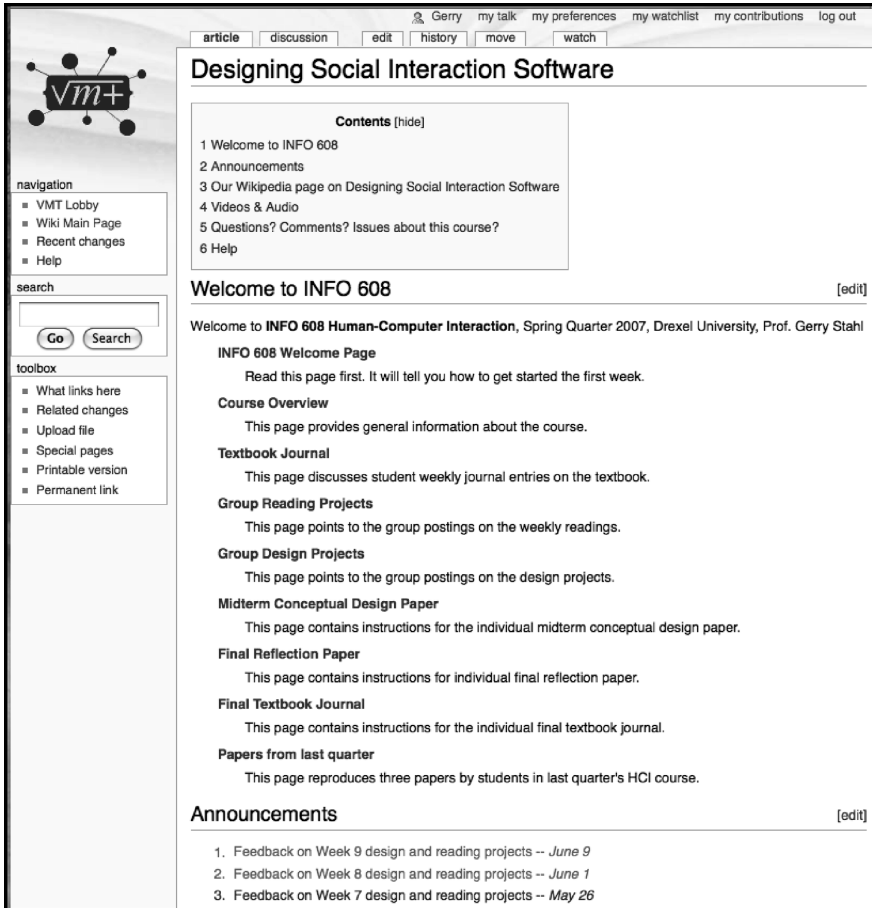 Gerry my talk my preferences my watchlist my contributions log out
article discussion edit history move watch
√m+
navigation
VMT Lobby
Wiki Main Page
Recent changes
Help
search
Go Search
toolbox
What links here
Related changes
Upload file
Special pages
Printable version
Permanent link
Designing Social Interaction Software
Contents [hide]
1 Welcome to INFO 608
2 Announcements
3 Our Wikipedia page on Designing Social Interaction Software
4 Videos & Audio
5 Questions? Comments? Issues about this course?
6 Help
Welcome to INFO 608 [edit]
Welcome to INFO 608 Human-Computer Interaction, Spring Quarter 2007, Drexel University, Prof. Gerry Stahl
INFO 608 Welcome Page
Read this page first. It will tell you how to get started the first week.
Course Overview
This page provides general information about the course.
Textbook Journal
This page discusses student weekly journal entries on the textbook.
Group Reading Projects
This page points to the group postings on the weekly readings.
Group Design Projects
This page points to the group postings on the design projects.
Midterm Conceptual Design Paper
This page contains instructions for the individual midterm conceptual design paper.
Final Reflection Paper
This page contains instructions for individual final reflection paper.
Final Textbook Journal
This page contains instructions for the individual final textbook journal.
Papers from last quarter
This page reproduces three papers by students in last quarter's HCI course.
Announcements [edit]
1. Feedback on Week 9 design and reading projects -- June 9
2. Feedback on Week 8 design and reading projects -- June 1
3. Feedback on Week 7 design and reading projects -- May 26